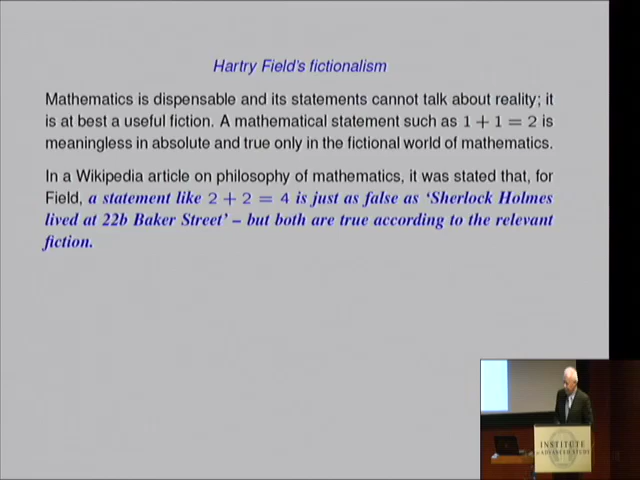 Hartry Field's fictionalism
Mathematics is dispensable and its statements cannot talk about reality; it
is at best a useful fiction. A mathematical statement such as 1 + 1 = 2 is
meaningless in absolute and true only in the fictional world of mathematics.
In a Wikipedia article on philosophy of mathematics, it was stated that, for
Field, a statement like 2 + 2 = 4 is just as false as ‘Sherlock Holmes
lived at 22b Baker Street’ – but both are true according to the relevant
fiction.
INSTITUTE
ADVANCED STUDY